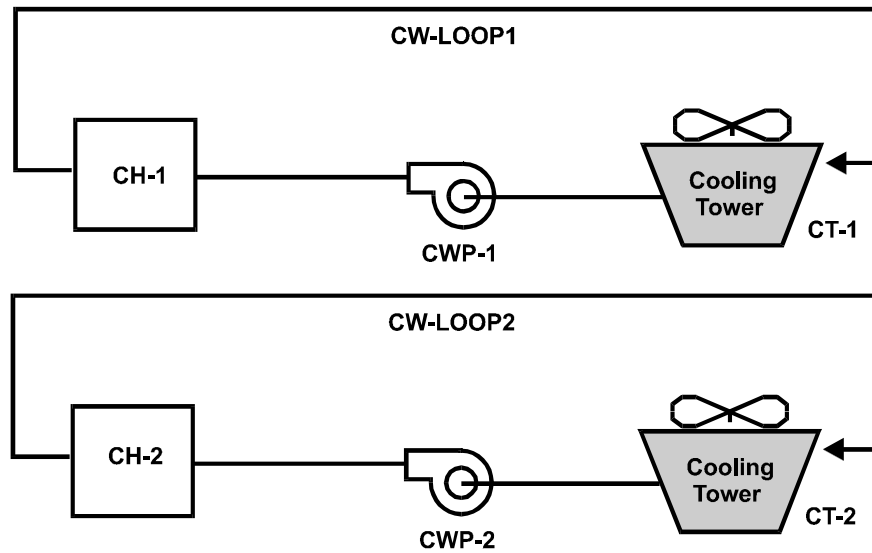 CW-LOOP1
CH-1
CWP-1
Cooling
Tower
CT-1
CW-LOOP2
CH-2
CWP-2
Cooling
Tower
CT-2